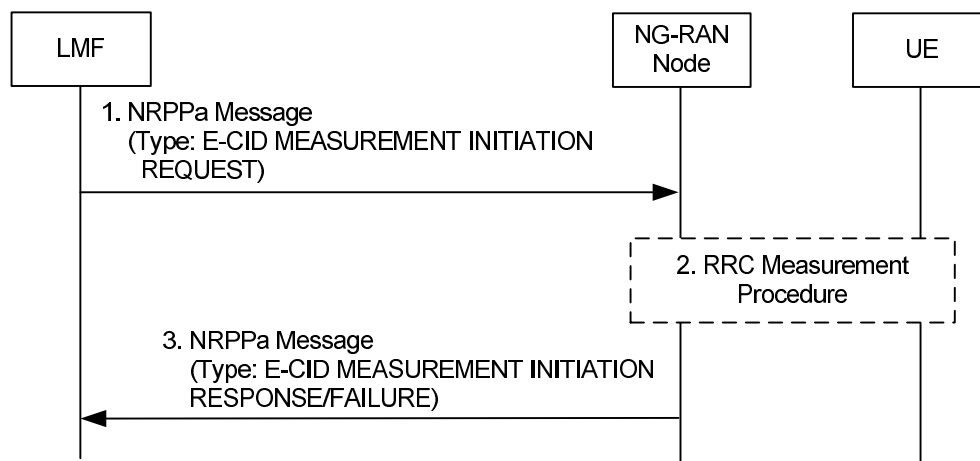 LMF
NG-RAN
Node
UE
1. NRPPa Message
(Type: E-CID MEASUREMENT INITIATION
REQUEST)
2. RRC Measurement
Procedure
3. NRPPa Message
(Type: E-CID MEASUREMENT INITIATION
RESPONSE/FAILURE)